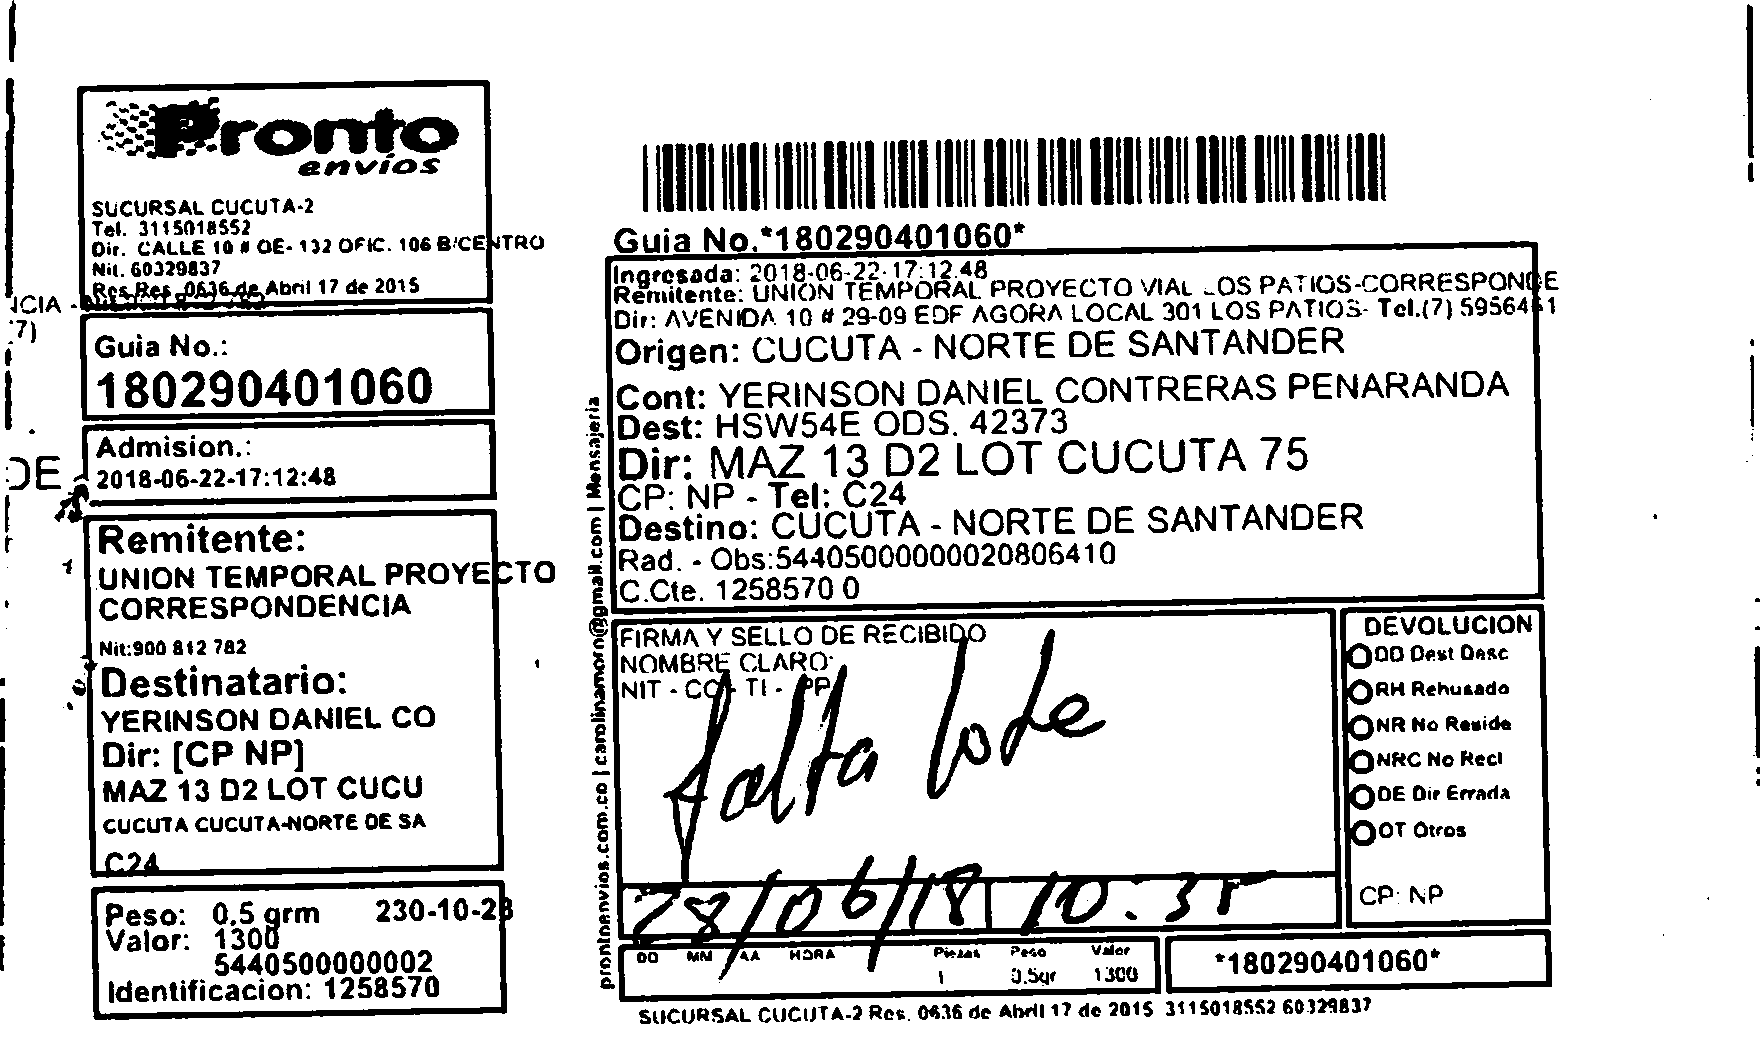 Pronto
envíos
SUCURSAL CUCUTA-2
Tel. 3115018552
Dir. CALLE 10 # OE- 132 OFIC. 106 B/CENTRO
Nit. 60329837
Res.Res. 0636 de Abril 17 de 2015
NCIA -
7)
Guia No.:
180290401060
Admision.:
DE
2018-06-22-17:12:48
Remitente:
UNION TEMPORAL PROYECTO
CORRESPONDENCIA
Nit:900 812 782
Destinatario:
YERINSON DANIEL CO
Dir: [CP NP]
MAZ 13 D2 LOT CUCU
CUCUTA CUCUTA-NORTE DE SA
C24
Peso: 0.5 grm 230-10-23
Valor: 1300
5440500000002
Identificacion: 1258570
prontoenvios.com.co | carolinamoron@gmail.com | Mensajeria
Guia No.*180290401060*
Ingresada: 2018-06-22-17:12:48
Remitente: UNION TEMPORAL PROYECTO VIAL LOS PATIOS-CORRESPONDE
Dir: AVENIDA 10 # 29-09 EDF AGORA LOCAL 301 LOS PATIOS- Tel.(7) 5956461
Origen: CUCUTA - NORTE DE SANTANDER
Cont: YERINSON DANIEL CONTRERAS PENARANDA
Dest: HSW54E ODS. 42373
Dir: MAZ 13 D2 LOT CUCUTA 75
CP: NP - Tel: C24
Destino: CUCUTA - NORTE DE SANTANDER
Rad. - Obs:54405000000020806410
C.Cte. 1258570 0
FIRMA Y SELLO DE RECIBIDO
NOMBRE CLARO:
NIT - CC - TI - PP
falta lote
28/06/18 10:35
DD MM AA HORA Piezas Peso Valor
1 0.5gr 1300
DEVOLUCION
DD Dest Desc
RH Rehusado
NR No Reside
NRC No Recl
DE Dir Errada
OT Otros
CP: NP
*180290401060*
SUCURSAL CUCUTA-2 Res. 0636 de Abril 17 de 2015 3115018552 60329837